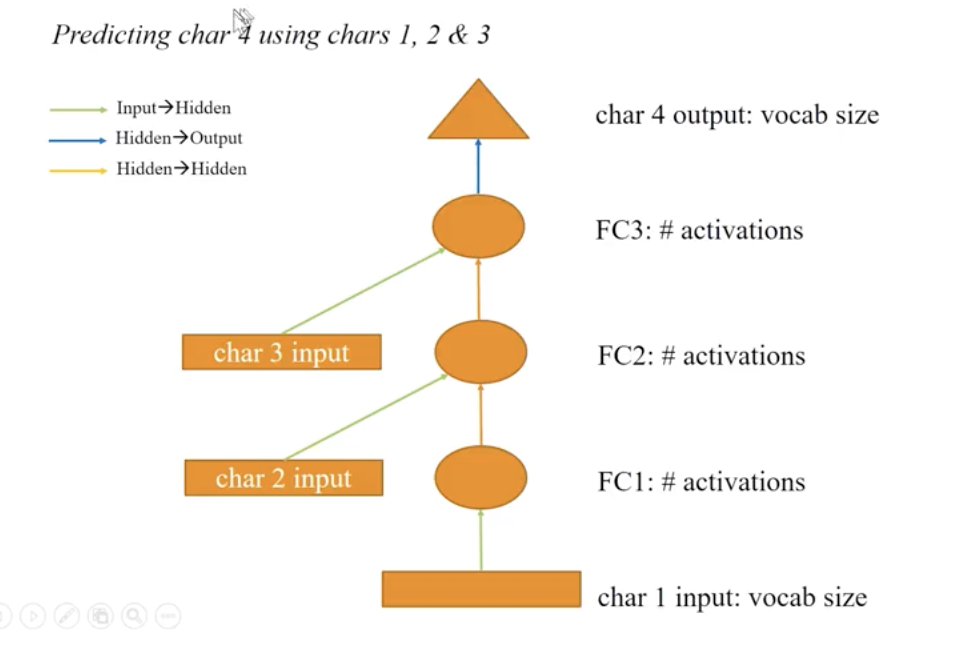 Predicting char 4 using chars 1, 2 & 3
Input→Hidden
Hidden→Output
Hidden→Hidden
char 4 output: vocab size
FC3: # activations
char 3 input
FC2: # activations
char 2 input
FC1: # activations
char 1 input: vocab size